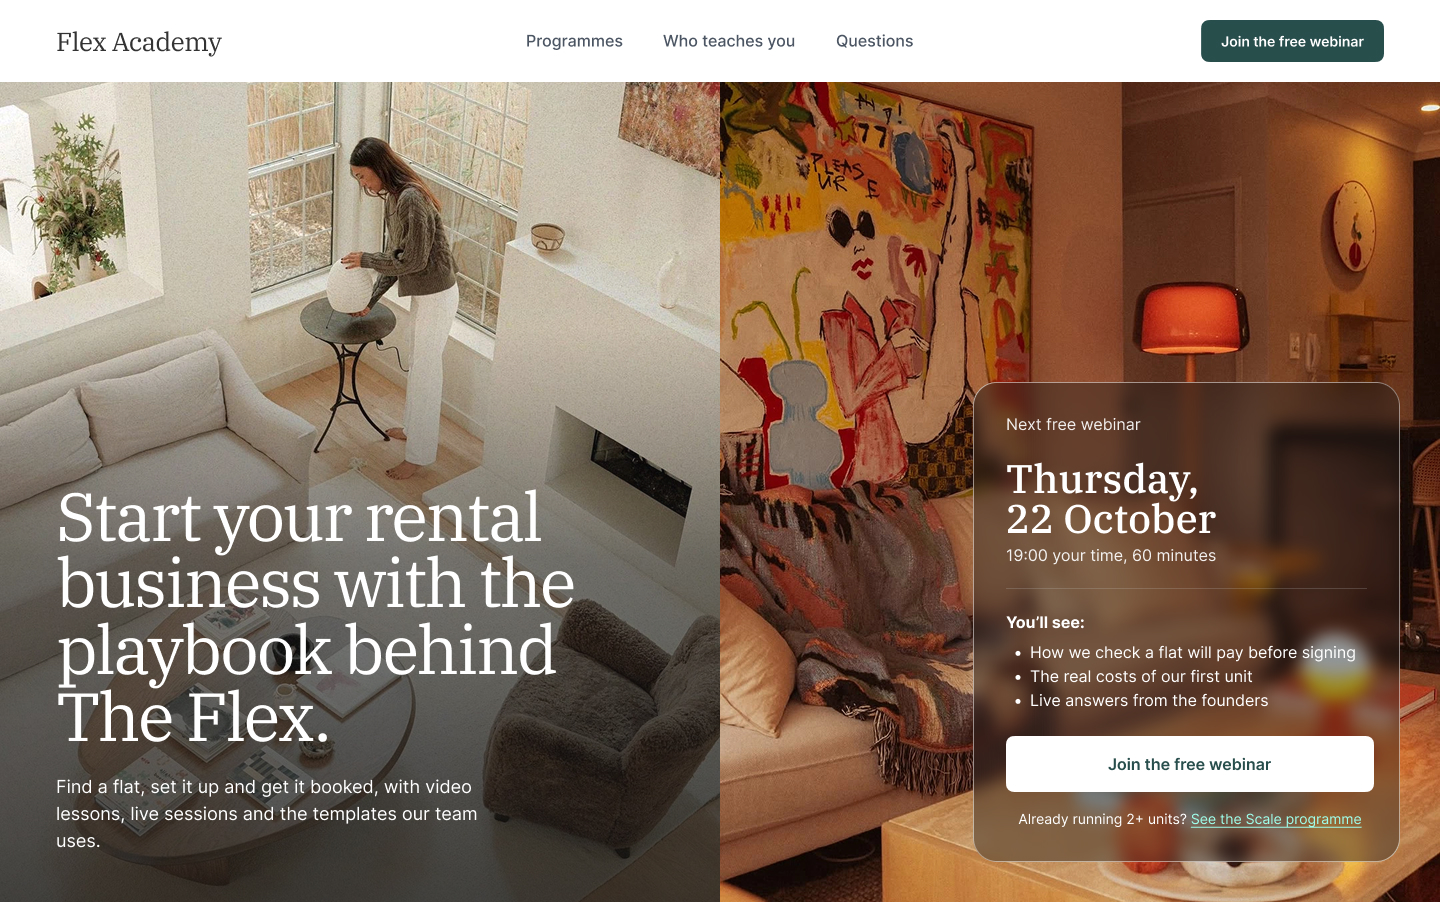 Flex Academy
Programmes
Who teaches you
Questions
Join the free webinar
77
PLEAS
UR E
Start your rental
business with the
playbook behind
The Flex.
Find a flat, set it up and get it booked, with video
lessons, live sessions and the templates our team
uses.
Next free webinar
Thursday,
22 October
19:00 your time, 60 minutes
You’ll see:
• How we check a flat will pay before signing
• The real costs of our first unit
• Live answers from the founders
Join the free webinar
Already running 2+ units? See the Scale programme